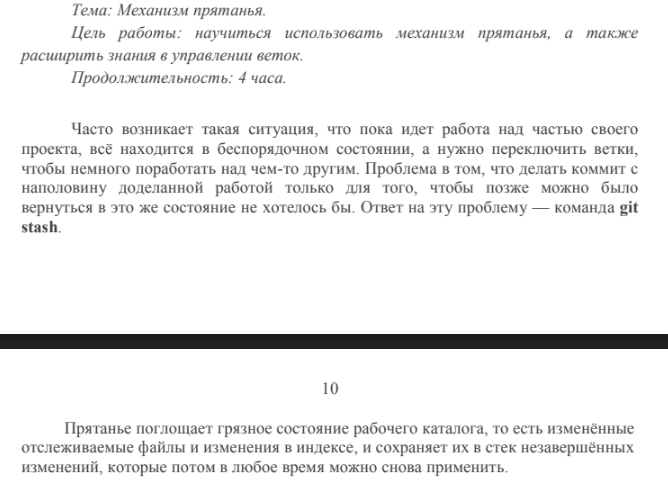 Тема: Механизм прятанья.
Цель работы: научиться использовать механизм прятанья, а также
расширить знания в управлении веток.
Продолжительность: 4 часа.
Часто возникает такая ситуация, что пока идет работа над частью своего
проекта, всё находится в беспорядочном состоянии, а нужно переключить ветки,
чтобы немного поработать над чем-то другим. Проблема в том, что делать коммит с
наполовину доделанной работой только для того, чтобы позже можно было
вернуться в это же состояние не хотелось бы. Ответ на эту проблему — команда git
stash.
10
Прятанье поглощает грязное состояние рабочего каталога, то есть изменённые
отслеживаемые файлы и изменения в индексе, и сохраняет их в стек незавершённых
изменений, которые потом в любое время можно снова применить.